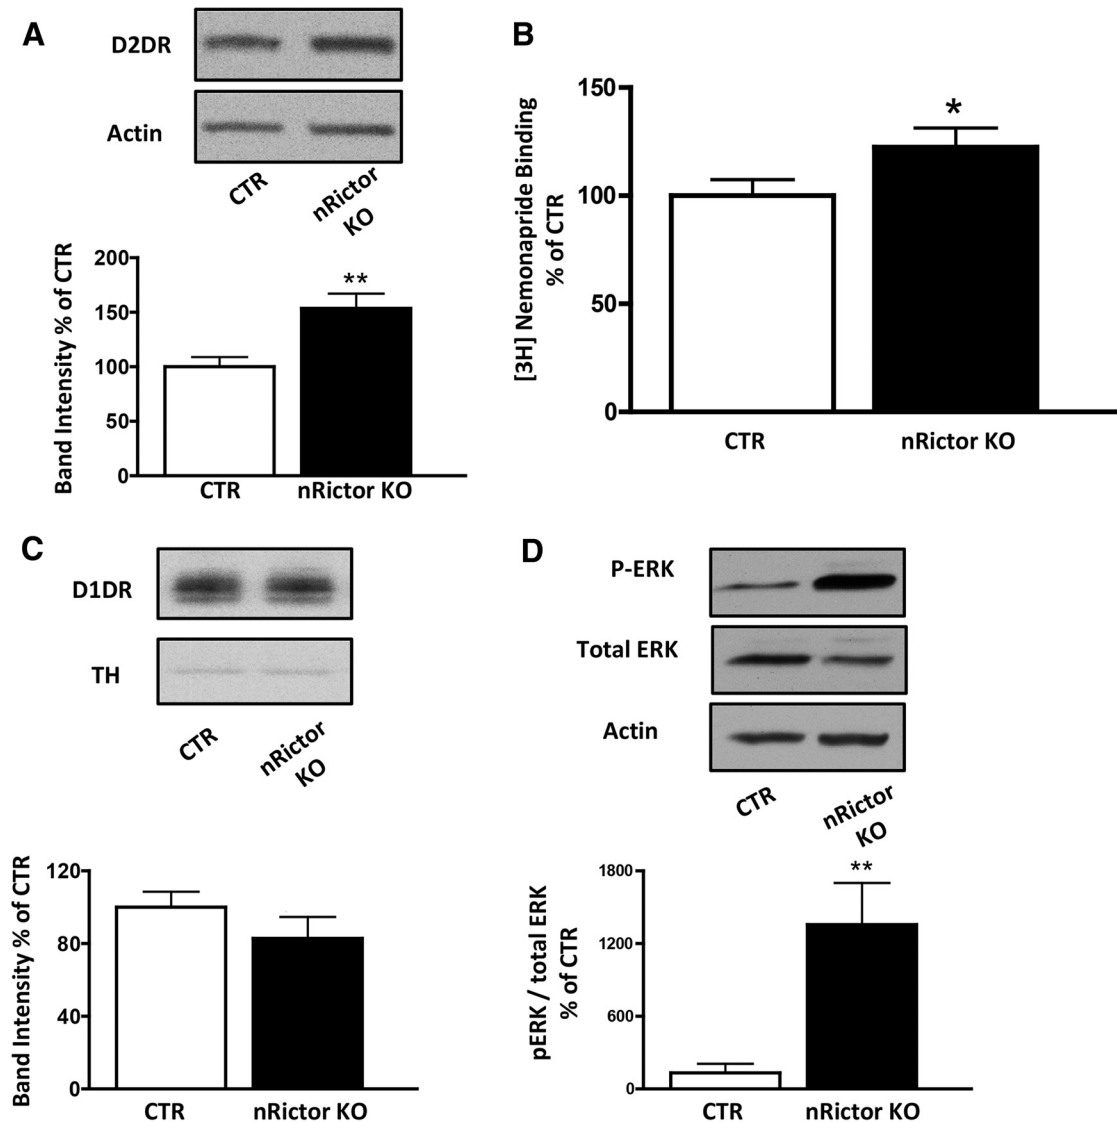 A
D2DR
Actin
CTR
nRictor
KO
Band Intensity % of CTR
200
150
**
100
50
0
CTR
nRictor KO
B
[3H] Nemonapride Binding
% of CTR
150
*
100
50
0
CTR
nRictor KO
C
D1DR
TH
CTR
nRictor
KO
Band Intensity % of CTR
120
80
40
0
CTR
nRictor KO
D
P-ERK
Total ERK
Actin
CTR
nRictor
KO
pERK / total ERK
% of CTR
1800
**
1200
600
0
CTR
nRictor KO